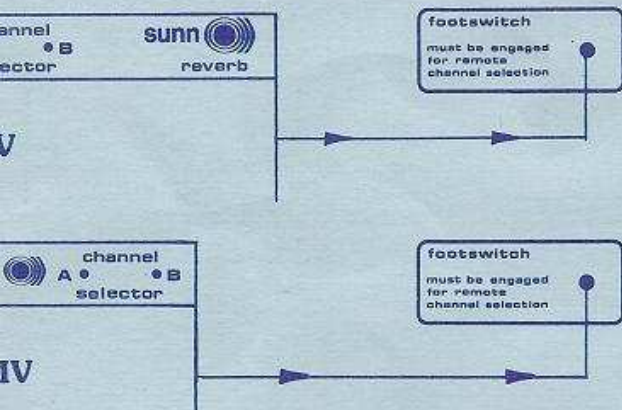 annel
B
ector
sunn
reverb
footswitch
must be engaged
for remote
channel selection
V
channel
A
B
selector
footswitch
must be engaged
for remote
channel selection
IV